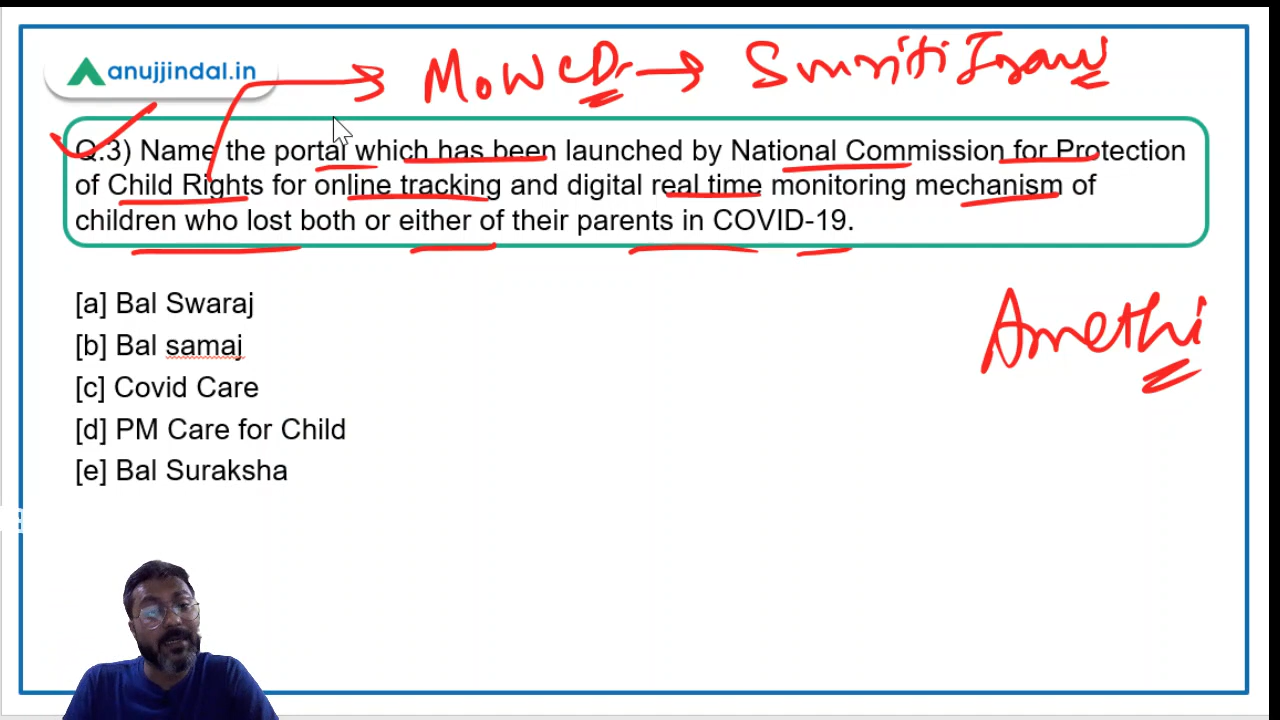 MoWCD → Smriti Irani
anujjindal.in
Q.3) Name the portal which has been launched by National Commission for Protection
of Child Rights for online tracking and digital real time monitoring mechanism of
children who lost both or either of their parents in COVID-19.
[a] Bal Swaraj
Amethi
[b] Bal samaj
[c] Covid Care
[d] PM Care for Child
[e] Bal Suraksha